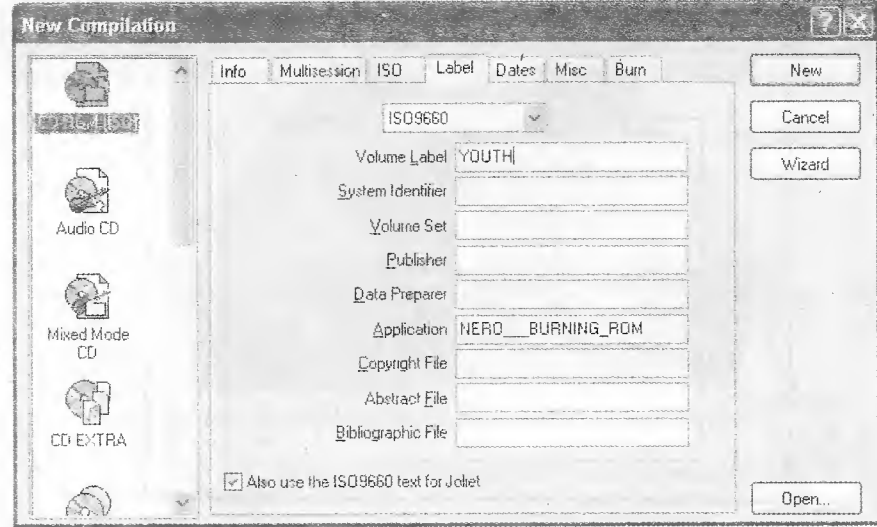 New Compilation
Info Multisession ISO Label Dates Misc Burn
CD-ROM (ISO)
Audio CD
Mixed Mode
CD
CD EXTRA
ISO9660
Volume Label YOUTH
System Identifier
Volume Set
Publisher
Data Preparer
Application NERO___BURNING_ROM
Copyright File
Abstract File
Bibliographic File
Also use the ISO9660 text for Joliet
New
Cancel
Wizard
Open...